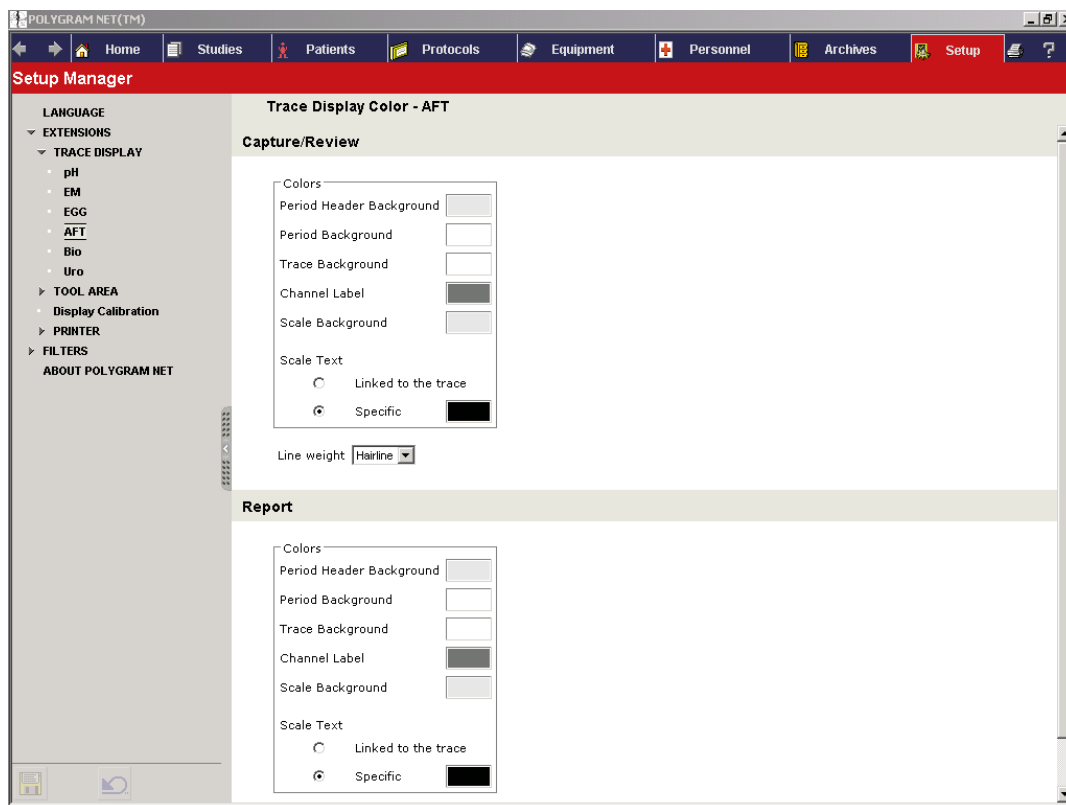 POLYGRAM NET(TM)
Home Studies Patients Protocols Equipment Personnel Archives Setup ?
Setup Manager
LANGUAGE
EXTENSIONS
TRACE DISPLAY
pH
EM
EGG
AFT
Bio
Uro
TOOL AREA
Display Calibration
PRINTER
FILTERS
ABOUT POLYGRAM NET
Trace Display Color - AFT
Capture/Review
Colors
Period Header Background
Period Background
Trace Background
Channel Label
Scale Background
Scale Text
Linked to the trace
Specific
Line weight Hairline
Report
Colors
Period Header Background
Period Background
Trace Background
Channel Label
Scale Background
Scale Text
Linked to the trace
Specific